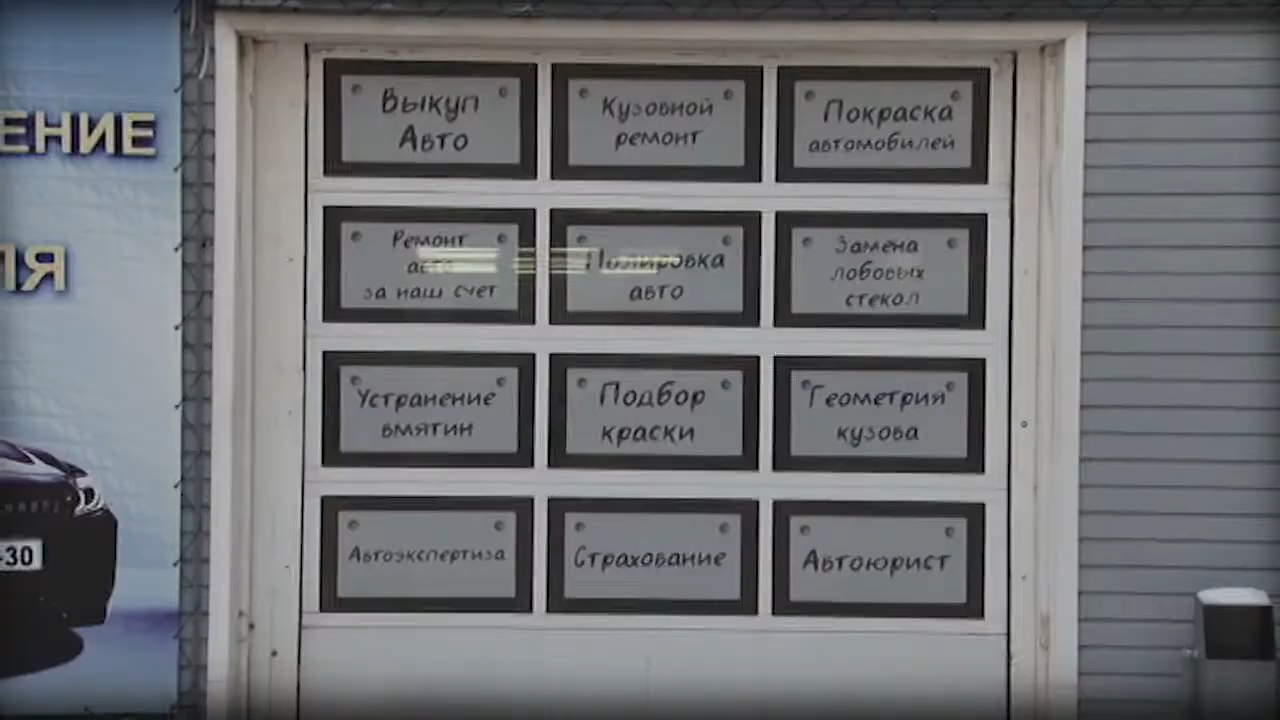 ЕНИЕ
ЛЯ
-30
Выкуп
Авто
Кузовной
ремонт
Покраска
автомобилей
Ремонт
авто
за наш счет
Полировка
авто
Замена
лобовых
стекол
Устранение
вмятин
Подбор
краски
Геометрия
кузова
Автоэкспертиза
Страхование
Автоюрист